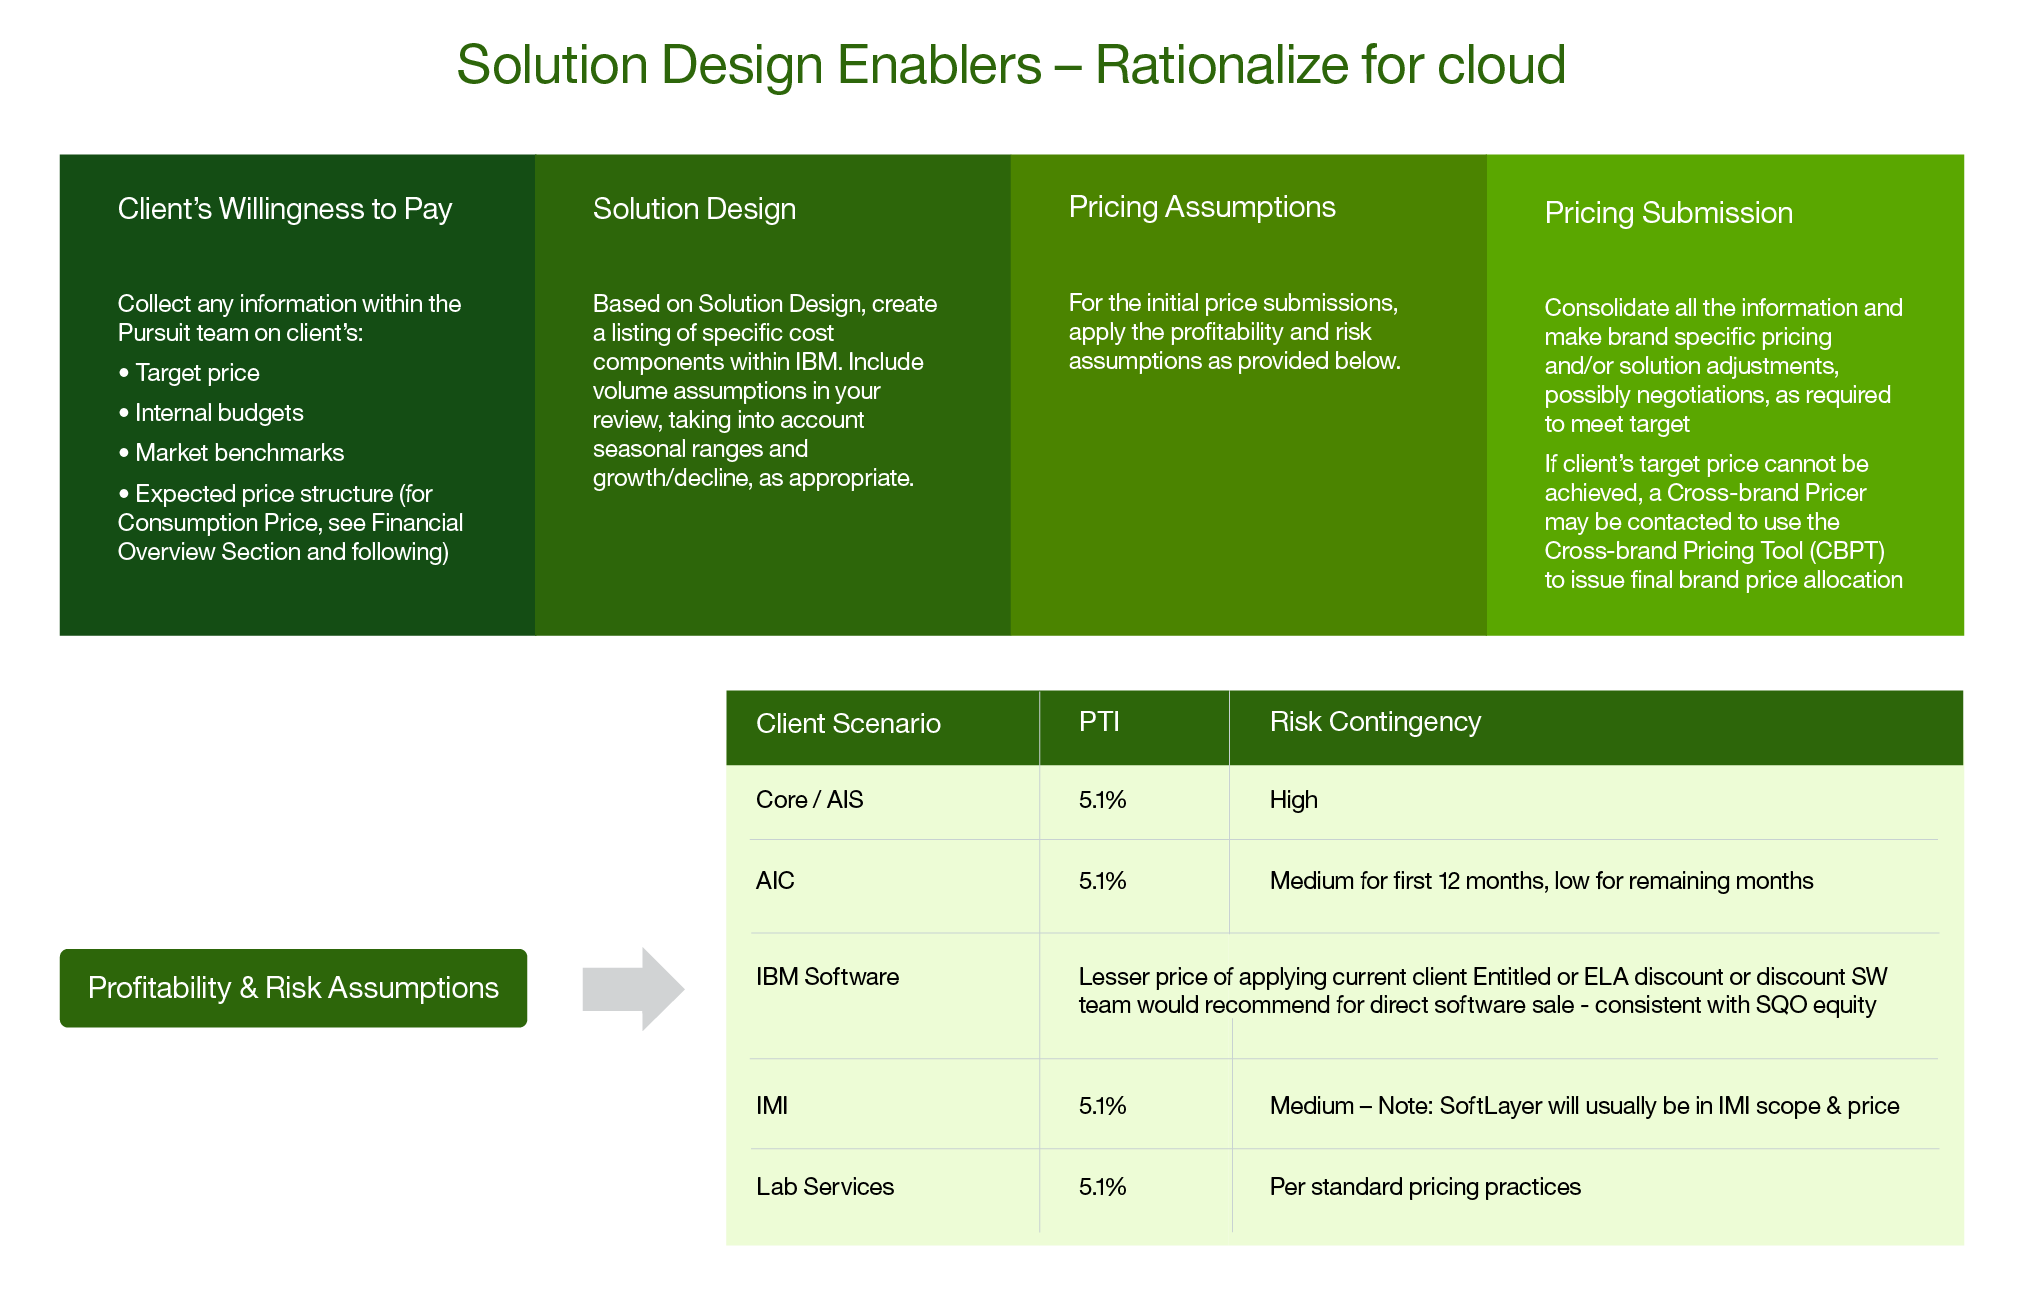 Solution Design Enablers – Rationalize for cloud
Client’s Willingness to Pay
Collect any information within the
Pursuit team on client’s:
• Target price
• Internal budgets
• Market benchmarks
• Expected price structure (for
Consumption Price, see Financial
Overview Section and following)
Solution Design
Based on Solution Design, create
a listing of specific cost
components within IBM. Include
volume assumptions in your
review, taking into account
seasonal ranges and
growth/decline, as appropriate.
Pricing Assumptions
For the initial price submissions,
apply the profitability and risk
assumptions as provided below.
Pricing Submission
Consolidate all the information and
make brand specific pricing
and/or solution adjustments,
possibly negotiations, as required
to meet target
If client’s target price cannot be
achieved, a Cross-brand Pricer
may be contacted to use the
Cross-brand Pricing Tool (CBPT)
to issue final brand price allocation
Profitability & Risk Assumptions
Client Scenario PTI Risk Contingency
Core / AIS 5.1% High
AIC 5.1% Medium for first 12 months, low for remaining months
IBM Software Lesser price of applying current client Entitled or ELA discount or discount SW
team would recommend for direct software sale - consistent with SQO equity
IMI 5.1% Medium – Note: SoftLayer will usually be in IMI scope & price
Lab Services 5.1% Per standard pricing practices